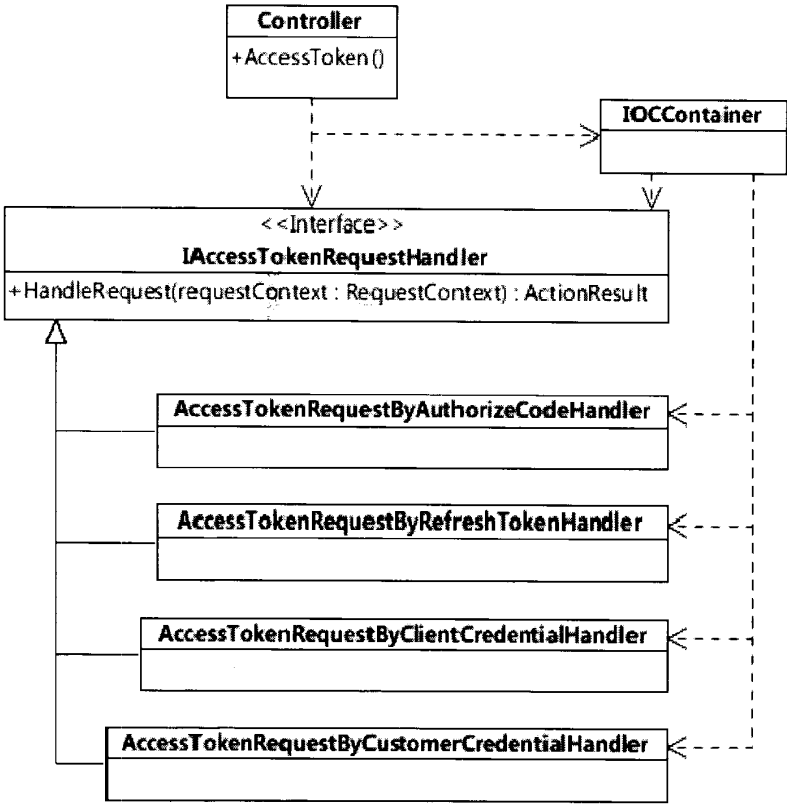 Controller
+AccessToken()
IOCContainer
<<Interface>>
IAccessTokenRequestHandler
+HandleRequest(requestContext : RequestContext) : ActionResult
AccessTokenRequestByAuthorizeCodeHandler
AccessTokenRequestByRefreshTokenHandler
AccessTokenRequestByClientCredentialHandler
AccessTokenRequestByCustomerCredentialHandler